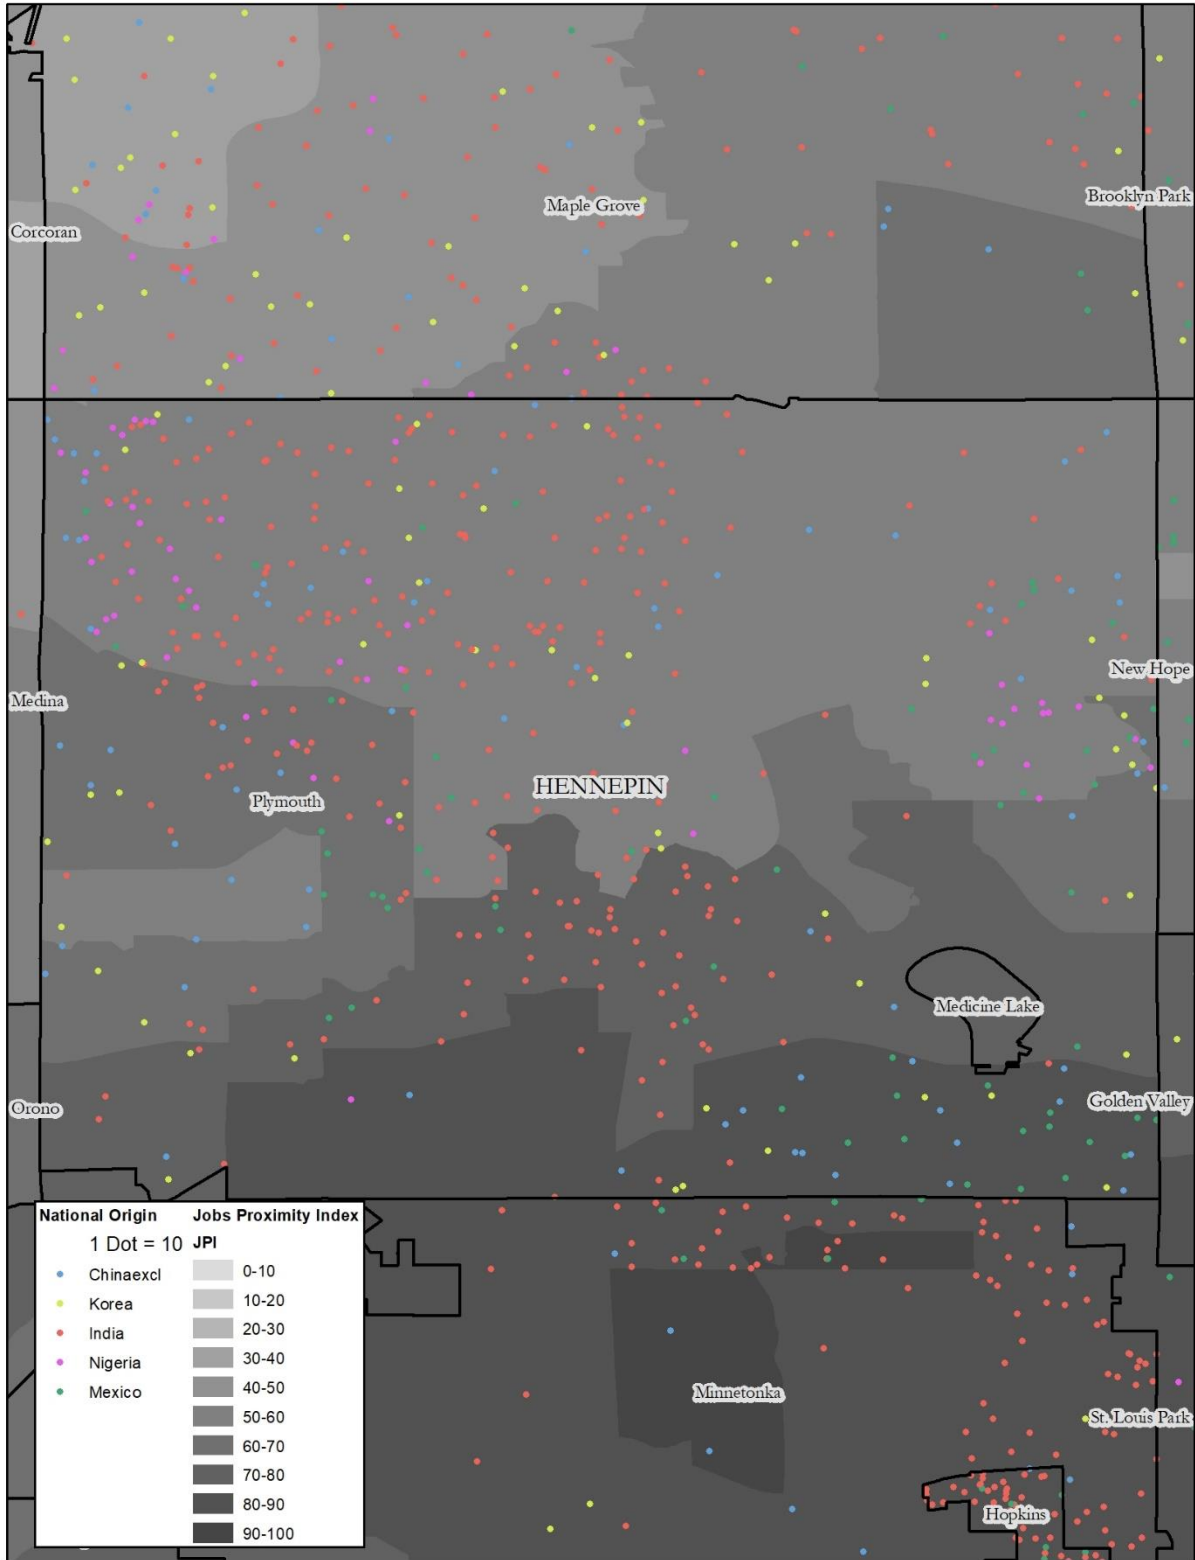 Maple Grove
Brooklyn Park
Corcoran
New Hope
Medina
HENNEPIN
Plymouth
Medicine Lake
Orono
Golden Valley
National Origin
1 Dot = 10
Chinaexcl
Korea
India
Nigeria
Mexico
Jobs Proximity Index
JPI
0-10
10-20
20-30
30-40
40-50
50-60
60-70
70-80
80-90
90-100
Minnetonka
St. Louis Park
Hopkins